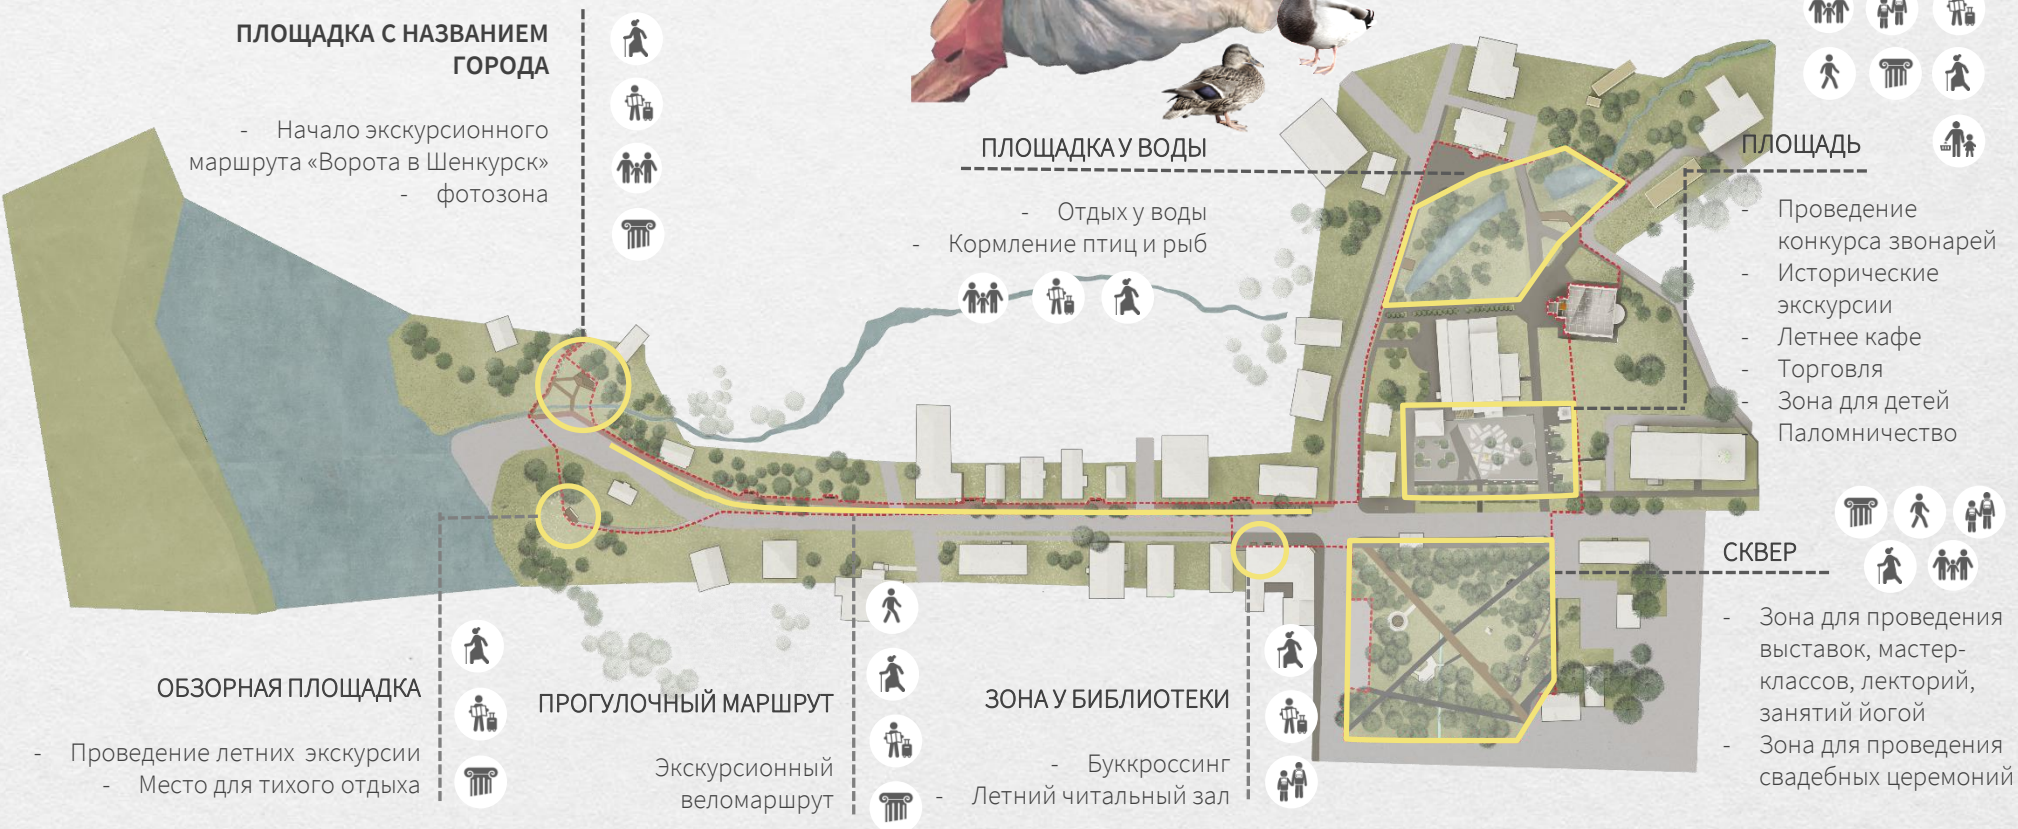 ПЛОЩАДКА С НАЗВАНИЕМ
ГОРОДА
- Начало экскурсионного
маршрута «Ворота в Шенкурск»
- фотозона
ПЛОЩАДКА У ВОДЫ
- Отдых у воды
- Кормление птиц и рыб
ПЛОЩАДЬ
- Проведение
конкурса звонарей
- Исторические
экскурсии
- Летнее кафе
- Торговля
- Зона для детей
Паломничество
СКВЕР
- Зона для проведения
выставок, мастер-
классов, лекторий,
занятий йогой
- Зона для проведения
свадебных церемоний
ОБЗОРНАЯ ПЛОЩАДКА
- Проведение летних экскурсии
- Место для тихого отдыха
ПРОГУЛОЧНЫЙ МАРШРУТ
Экскурсионный
веломаршрут
ЗОНА У БИБЛИОТЕКИ
- Буккроссинг
- Летний читальный зал